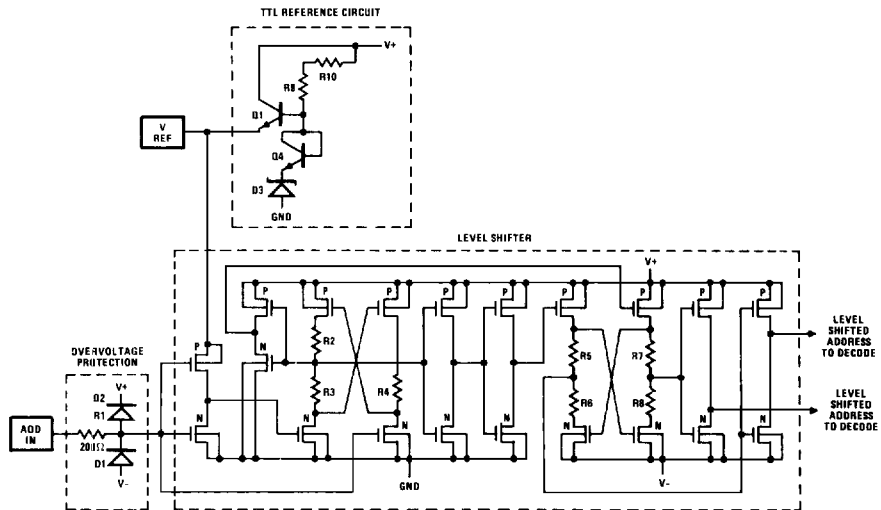 TTL REFERENCE CIRCUIT
V+
R10
R9
Q1
V
REF
Q4
D3
GND
LEVEL SHIFTER
V+
P
P
P
P
P
P
P
P
P
LEVEL
SHIFTED
ADDRESS
TO DECODE
R2
R5
R7
OVERVOLTAGE
PROTECTION
P
N
V+
D2
R1
R3
R4
R6
R8
LEVEL
SHIFTED
ADDRESS
TO DECODE
ADD
IN
D1
V-
N
N
N
N
N
N
N
N
N
GND
V-